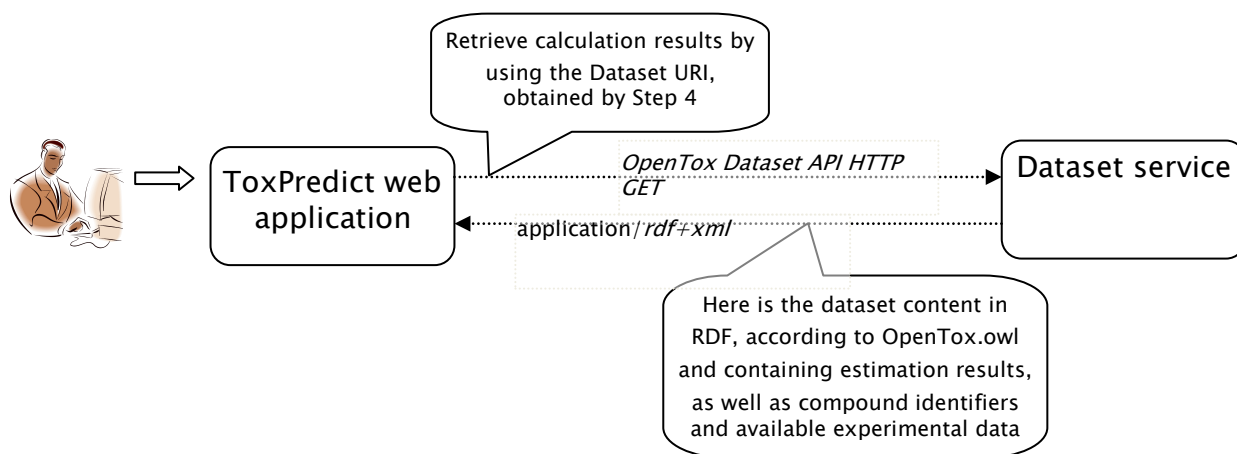 Retrieve calculation results by
using the Dataset URI,
obtained by Step 4
ToxPredict web
application
OpenTox Dataset API HTTP
GET
Dataset service
application/rdf+xml
Here is the dataset content in
RDF, according to OpenTox.owl
and containing estimation results,
as well as compound identifiers
and available experimental data